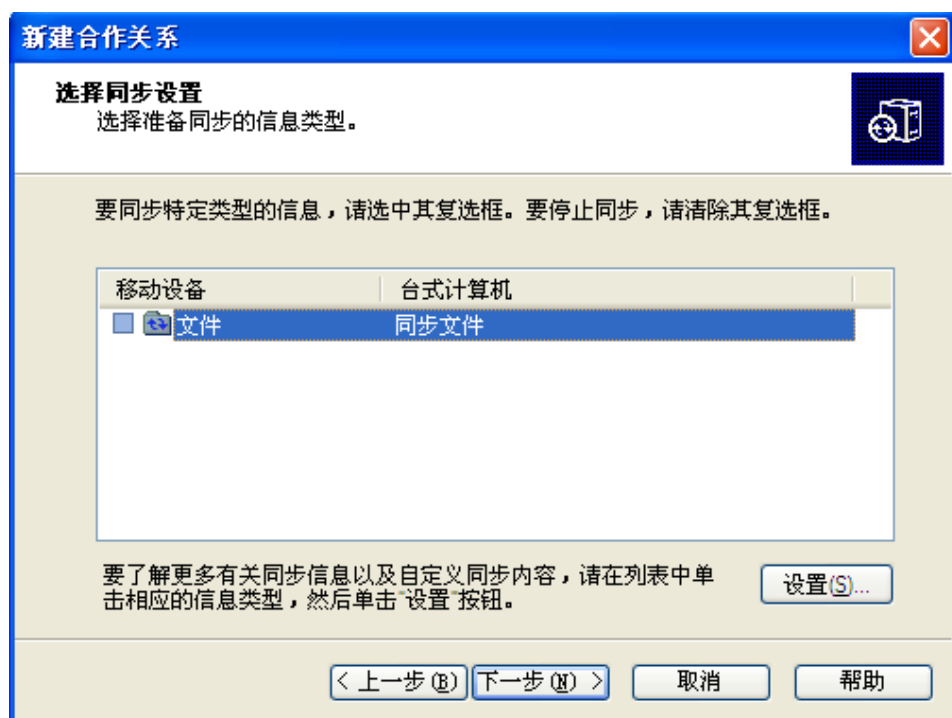 新建合作关系
选择同步设置
选择准备同步的信息类型。
要同步特定类型的信息，请选中其复选框。要停止同步，请清除其复选框。
移动设备 台式计算机
文件 同步文件
要了解更多有关同步信息以及自定义同步内容，请在列表中单
击相应的信息类型，然后单击"设置"按钮。
设置(S)...
< 上一步(B) 下一步(N) > 取消 帮助